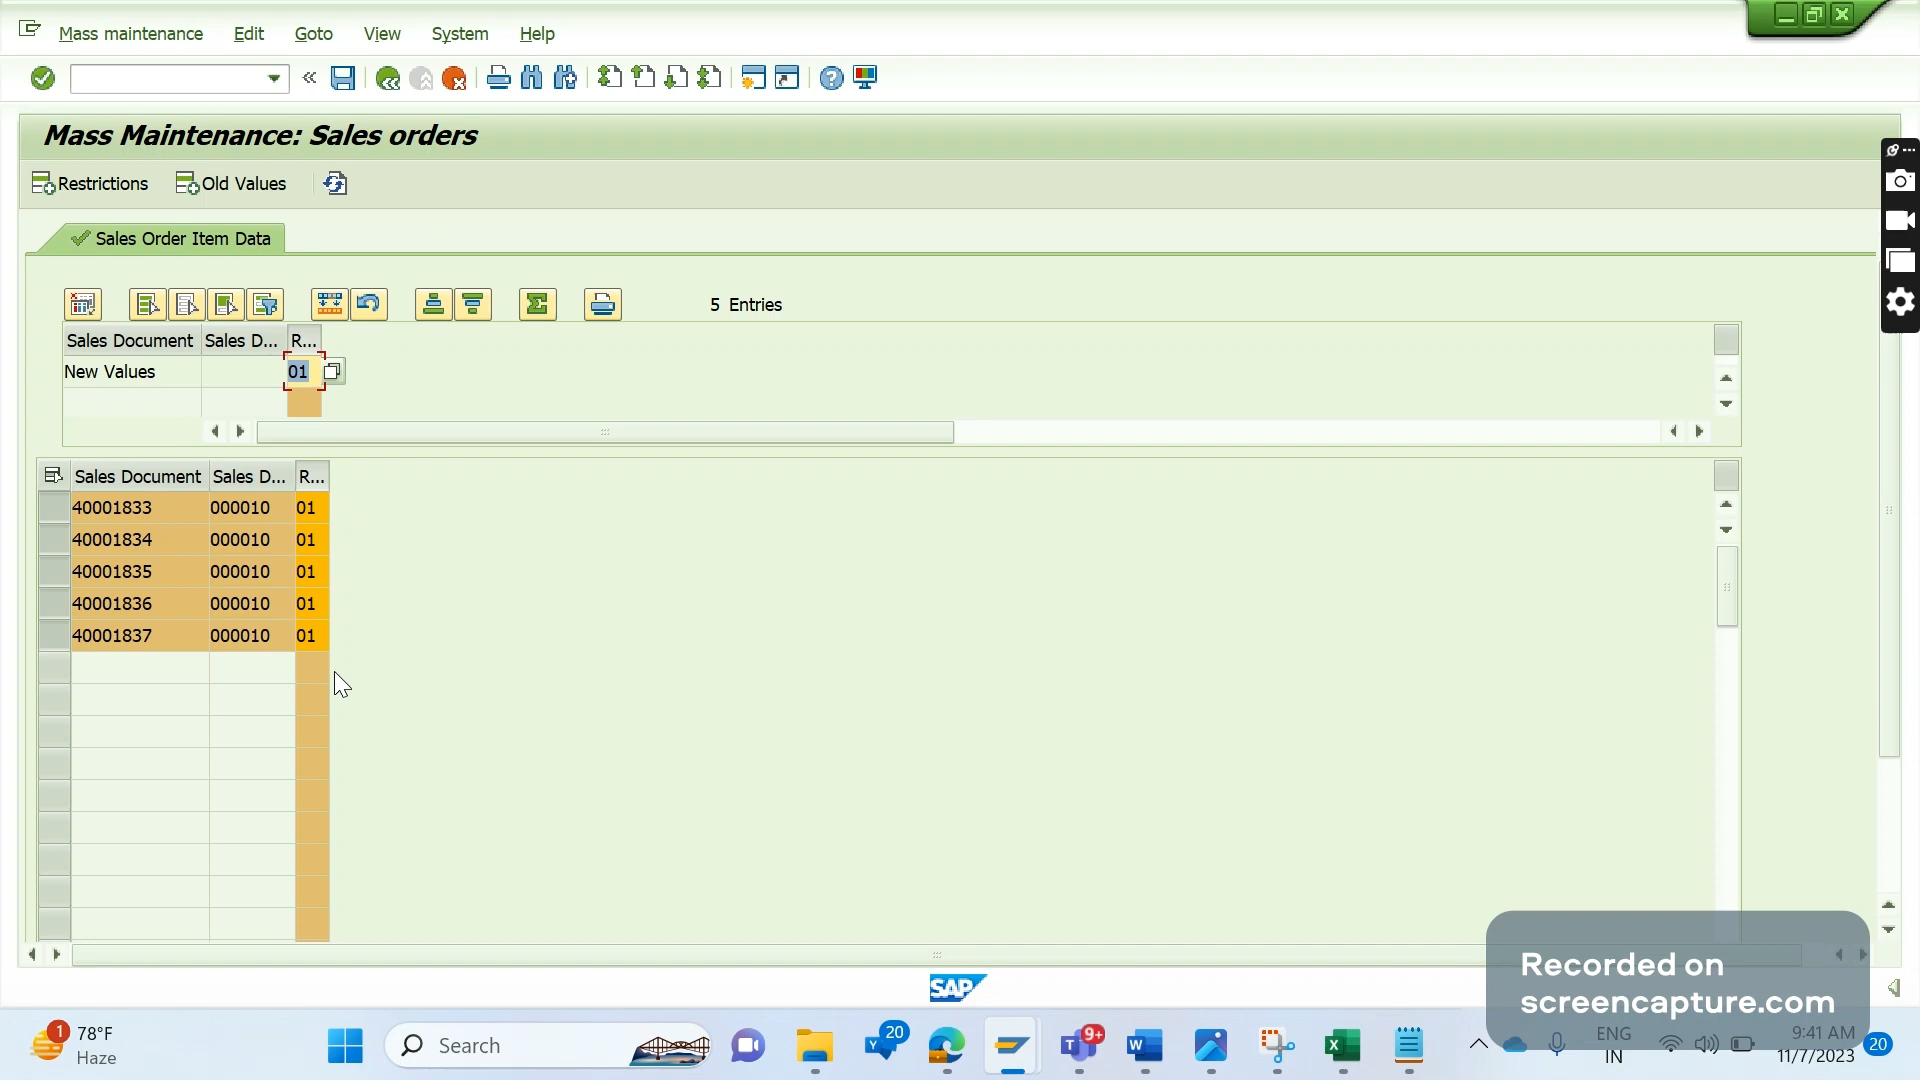 Mass maintenance Edit Goto View System Help
Mass Maintenance: Sales orders
Restrictions Old Values
Sales Order Item Data
5 Entries
Sales Document Sales D... R...
New Values 01
Sales Document Sales D... R...
40001833 000010 01
40001834 000010 01
40001835 000010 01
40001836 000010 01
40001837 000010 01
Recorded on
screencapture.com
SAP
1 78°F
Haze
Search
20
9+
ENG
IN
9:41 AM
11/7/2023
20